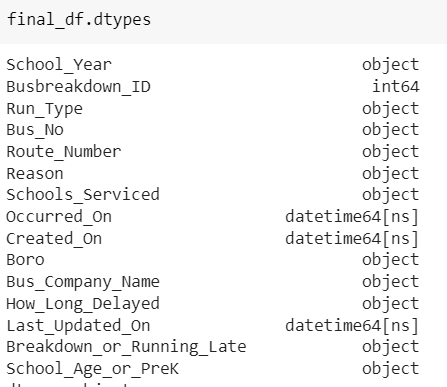 final_df.dtypes
School_Year object
Busbreakdown_ID int64
Run_Type object
Bus_No object
Route_Number object
Reason object
Schools_Serviced object
Occurred_On datetime64[ns]
Created_On datetime64[ns]
Boro object
Bus_Company_Name object
How_Long_Delayed object
Last_Updated_On datetime64[ns]
Breakdown_or_Running_Late object
School_Age_or_PreK object